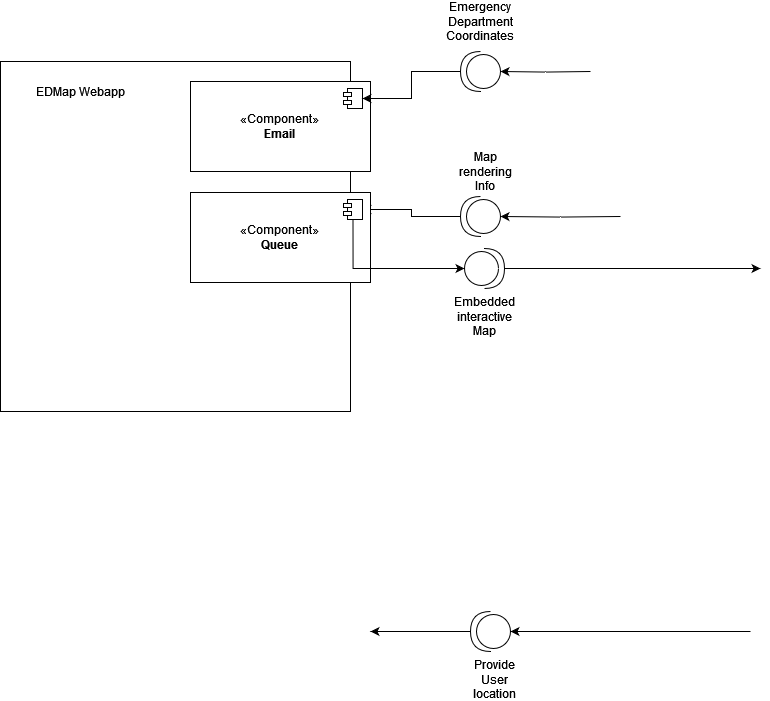 Emergency
Department
Coordinates
EDMap Webapp
«Component»
Email
Map
rendering
Info
«Component»
Queue
Embedded
interactive
Map
Provide
User
location